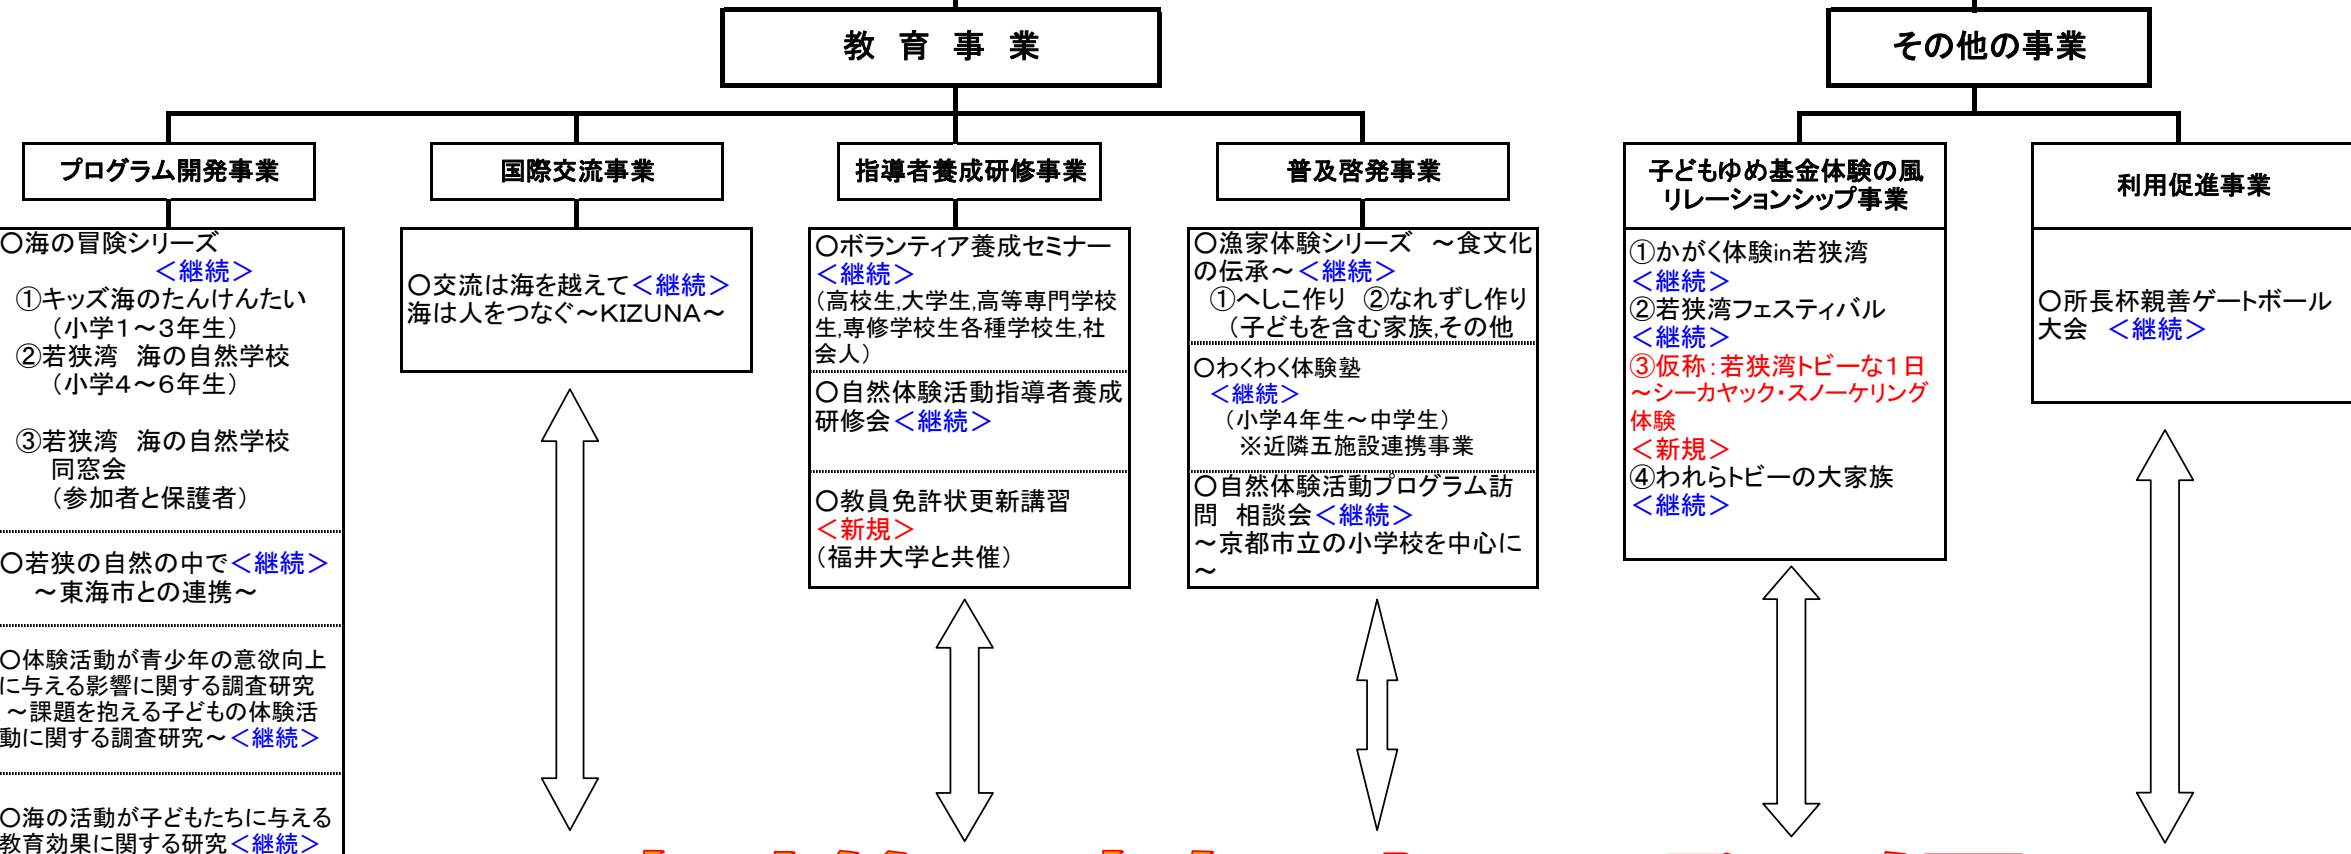 教 育 事 業
その他の事業
プログラム開発事業
国際交流事業
指導者養成研修事業
普及啓発事業
子どもゆめ基金体験の風
リレーションシップ事業
利用促進事業
〇海の冒険シリーズ
＜継続＞
①キッズ海のたんけんたい
（小学１～３年生）
②若狭湾　海の自然学校
（小学４～６年生）
③若狭湾　海の自然学校
同窓会
（参加者と保護者）
〇若狭の自然の中で＜継続＞
～東海市との連携～
〇体験活動が青少年の意欲向上
に与える影響に関する調査研究
～課題を抱える子どもの体験活
動に関する調査研究～＜継続＞
〇海の活動が子どもたちに与える
教育効果に関する研究＜継続＞
〇交流は海を越えて＜継続＞
海は人をつなぐ～KIZUNA～
〇ボランティア養成セミナー
＜継続＞
（高校生,大学生,高等専門学校
生,専修学校生各種学校生,社
会人）
〇自然体験活動指導者養成
研修会＜継続＞
〇教員免許状更新講習
＜新規＞
（福井大学と共催）
〇漁家体験シリーズ　～食文化
の伝承～＜継続＞
①へしこ作り　②なれずし作り
（子どもを含む家族,その他
〇わくわく体験塾
＜継続＞
（小学４年生～中学生）
※近隣五施設連携事業
〇自然体験活動プログラム訪
問　相談会＜継続＞
～京都市立の小学校を中心に
～
①かがく体験in若狭湾
＜継続＞
②若狭湾フェスティバル
＜継続＞
③仮称：若狭湾トビーな１日
～シーカヤック・スノーケリング
体験
＜新規＞
④われらトビーの大家族
＜継続＞
〇所長杯親善ゲートボール
大会　＜継続＞